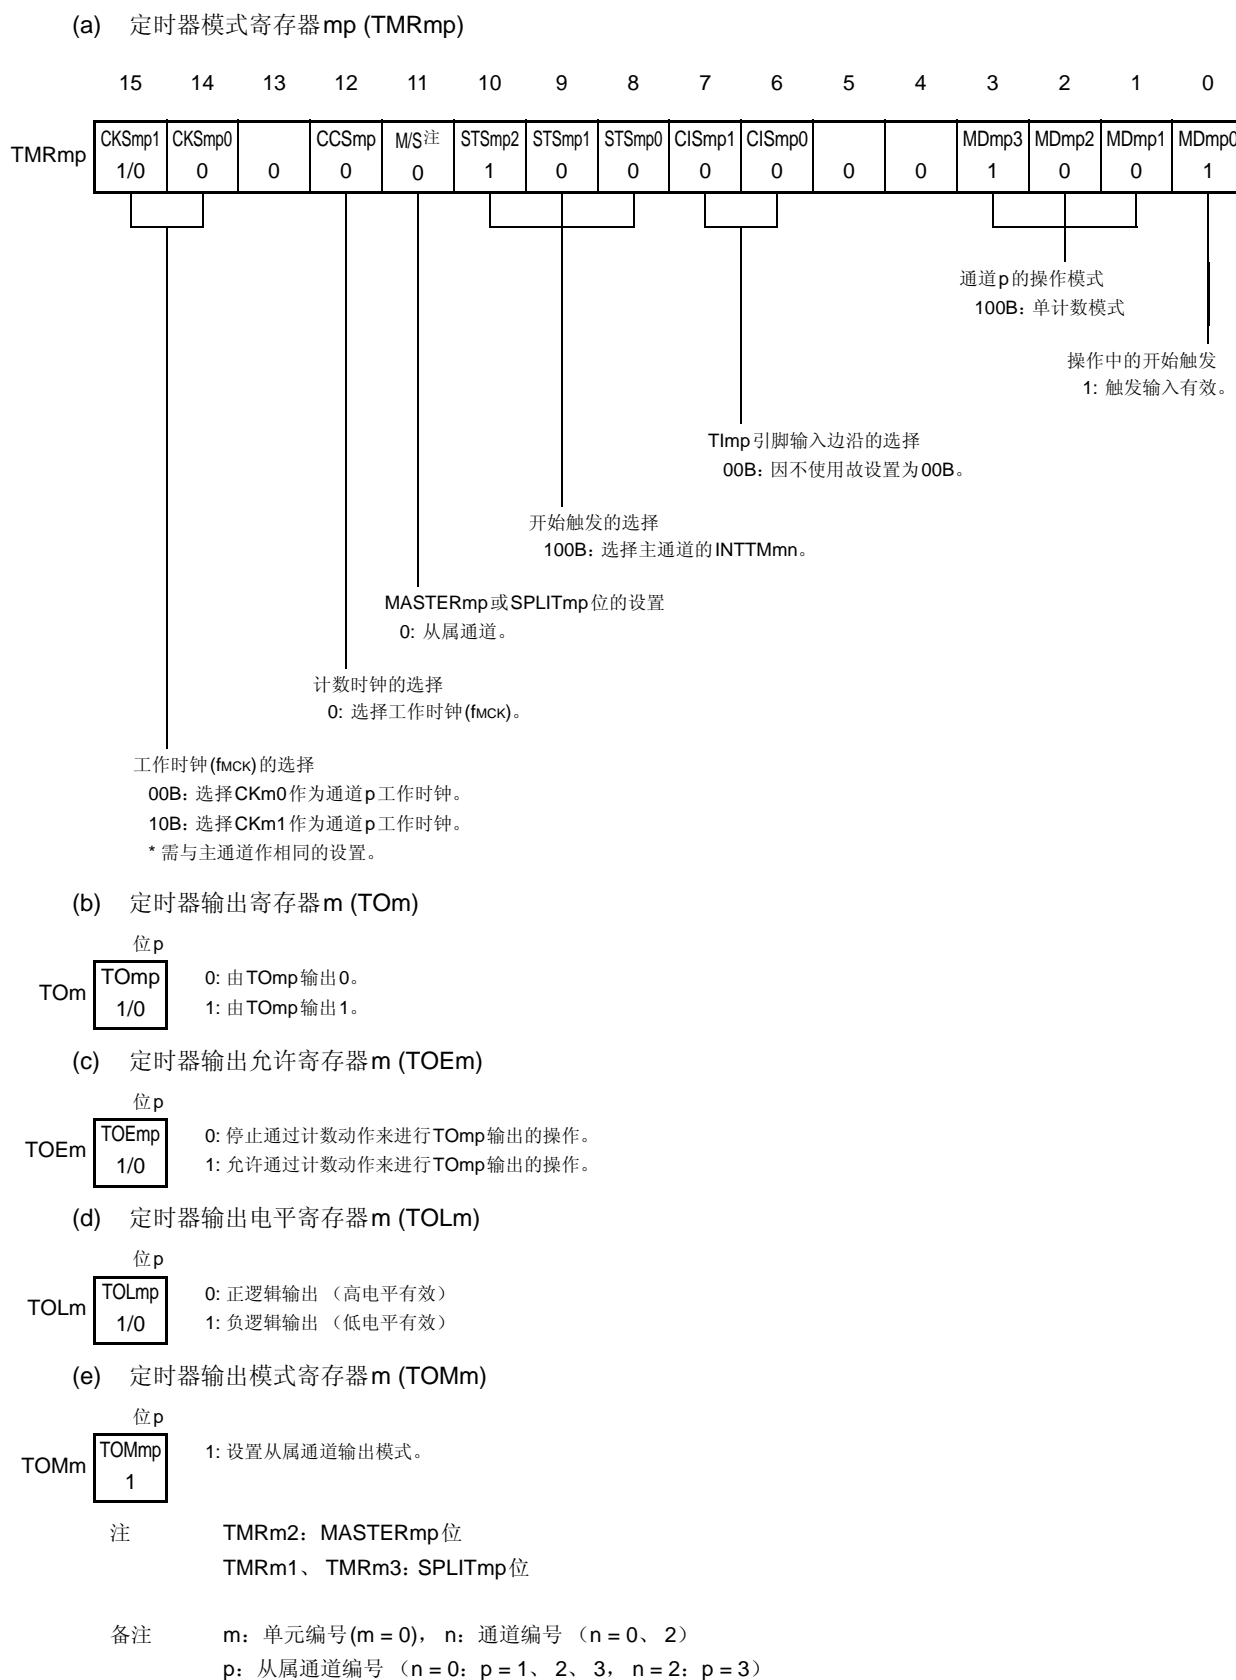 (a) 定时器模式寄存器mp (TMRmp)
15 14 13 12 11 10 9 8 7 6 5 4 3 2 1 0
TMRmp CKSmp1 CKSmp0 CCSmp M/S注 STSmp2 STSmp1 STSmp0 CISmp1 CISmp0 MDmp3 MDmp2 MDmp1 MDmp0
1/0 0 0 0 0 1 0 0 0 0 0 0 1 0 0 1
通道p的操作模式
100B：单计数模式
操作中的开始触发
1: 触发输入有效。
TImp引脚输入边沿的选择
00B：因不使用故设置为00B。
开始触发的选择
100B：选择主通道的INTTMmn。
MASTERmp或SPLITmp位的设置
0: 从属通道。
计数时钟的选择
0: 选择工作时钟(fMCK)。
工作时钟(fMCK)的选择
00B：选择CKm0作为通道p工作时钟。
10B：选择CKm1作为通道p工作时钟。
* 需与主通道作相同的设置。
(b) 定时器输出寄存器m (TOm)
位p
TOm TOmp 1/0
0: 由TOmp输出0。
1: 由TOmp输出1。
(c) 定时器输出允许寄存器m (TOEm)
位p
TOEm TOEmp 1/0
0: 停止通过计数动作来进行TOmp输出的操作。
1: 允许通过计数动作来进行TOmp输出的操作。
(d) 定时器输出电平寄存器m (TOLm)
位p
TOLm TOLmp 1/0
0: 正逻辑输出 （高电平有效）
1: 负逻辑输出 （低电平有效）
(e) 定时器输出模式寄存器m (TOMm)
位p
TOMm TOMmp 1
1: 设置从属通道输出模式。
注 TMRm2：MASTERmp位
TMRm1、 TMRm3：SPLITmp位
备注 m：单元编号(m = 0)， n：通道编号 （n = 0、 2）
p：从属通道编号 （n = 0：p = 1、 2、 3， n = 2：p = 3）